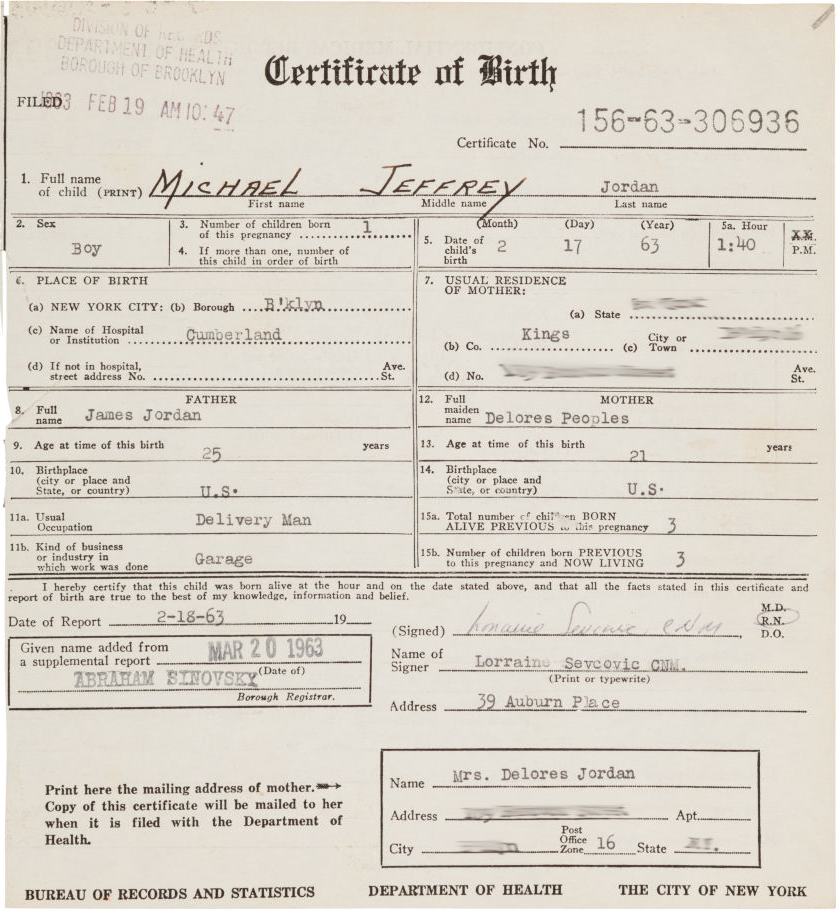 DIVISION OF RECORDS
DEPARTMENT OF HEALTH
BOROUGH OF BROOKLYN
Certificate of Birth
FILED 1963 FEB 19 AM 10:47
Certificate No. 156-63-306936
1. Full name of child (PRINT) MICHAEL JEFFREY Jordan
First name Middle name Last name
2. Sex Boy
3. Number of children born of this pregnancy 1
4. If more than one, number of this child in order of birth
5. Date of child's birth (Month) 2 (Day) 17 (Year) 63
5a. Hour 1:40 P.M.
6. PLACE OF BIRTH
(a) NEW YORK CITY: (b) Borough B'klyn
(c) Name of Hospital or Institution Cumberland
(d) If not in hospital, street address No. Ave. St.
7. USUAL RESIDENCE OF MOTHER:
(a) State
(b) Co. Kings (c) City or Town
(d) No. Ave. St.
FATHER
8. Full name James Jordan
9. Age at time of this birth 25 years
10. Birthplace (city or place and State, or country) U.S.
11a. Usual Occupation Delivery Man
11b. Kind of business or industry in which work was done Garage
MOTHER
12. Full maiden name Delores Peoples
13. Age at time of this birth 21 years
14. Birthplace (city or place and State, or country) U.S.
15a. Total number of children BORN ALIVE PREVIOUS to this pregnancy 3
15b. Number of children born PREVIOUS to this pregnancy and NOW LIVING 3
I hereby certify that this child was born alive at the hour and on the date stated above, and that all the facts stated in this certificate and
report of birth are true to the best of my knowledge, information and belief.
Date of Report 2-18-63 19
Given name added from a supplemental report MAR 20 1963
(Date of)
ABRAHAM SINOVSKY
Borough Registrar.
(Signed) Lorraine Sevcovic, CNM M.D. R.N. D.O.
Name of Signer Lorraine Sevcovic CNM.
(Print or typewrite)
Address 39 Auburn Place
Print here the mailing address of mother.
Copy of this certificate will be mailed to her
when it is filed with the Department of
Health.
Name Mrs. Delores Jordan
Address Apt.
City Post Office Zone 16 State
BUREAU OF RECORDS AND STATISTICS DEPARTMENT OF HEALTH THE CITY OF NEW YORK